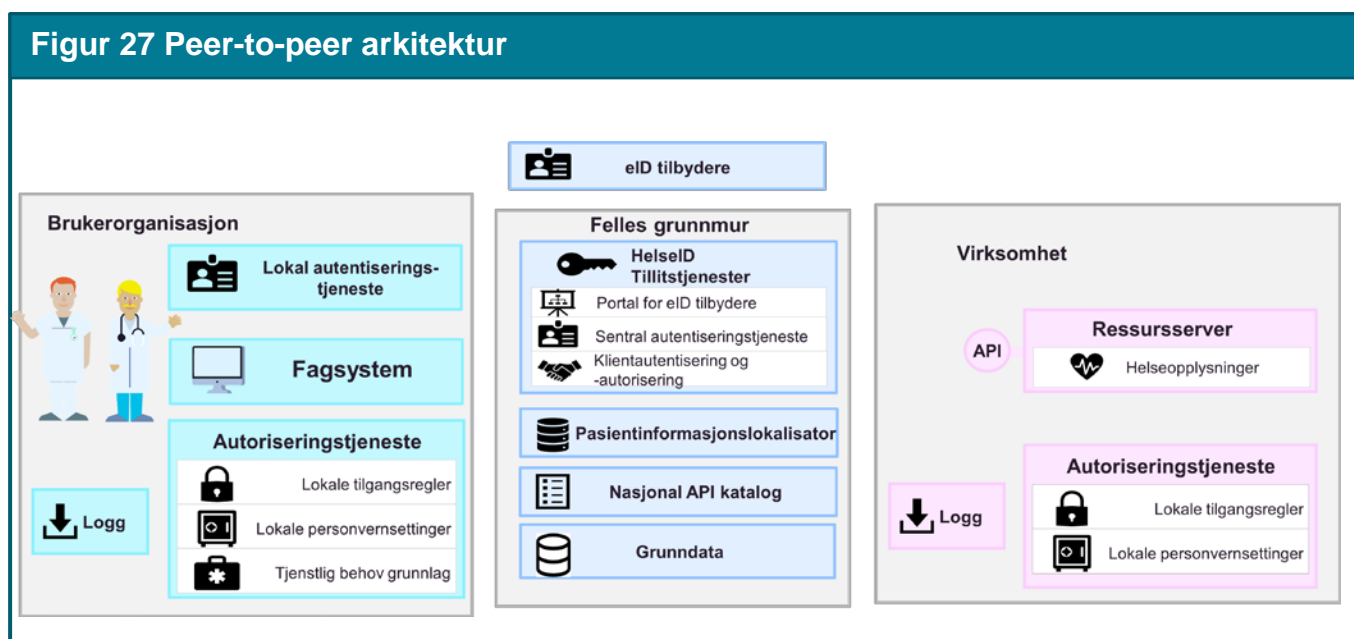 Figur 27 Peer-to-peer arkitektur
eID tilbydere
Brukerorganisasjon
Lokal autentiserings-
tjeneste
Fagsystem
Autoriseringstjeneste
Lokale tilgangsregler
Lokale personvernsettinger
Tjenstlig behov grunnlag
Logg
Felles grunnmur
HelseID
Tillitstjenester
Portal for eID tilbydere
Sentral autentiseringstjeneste
Klientautentisering og
-autorisering
Pasientinformasjonslokalisator
Nasjonal API katalog
Grunndata
Virksomhet
API
Ressursserver
Helseopplysninger
Autoriseringstjeneste
Lokale tilgangsregler
Lokale personvernsettinger
Logg